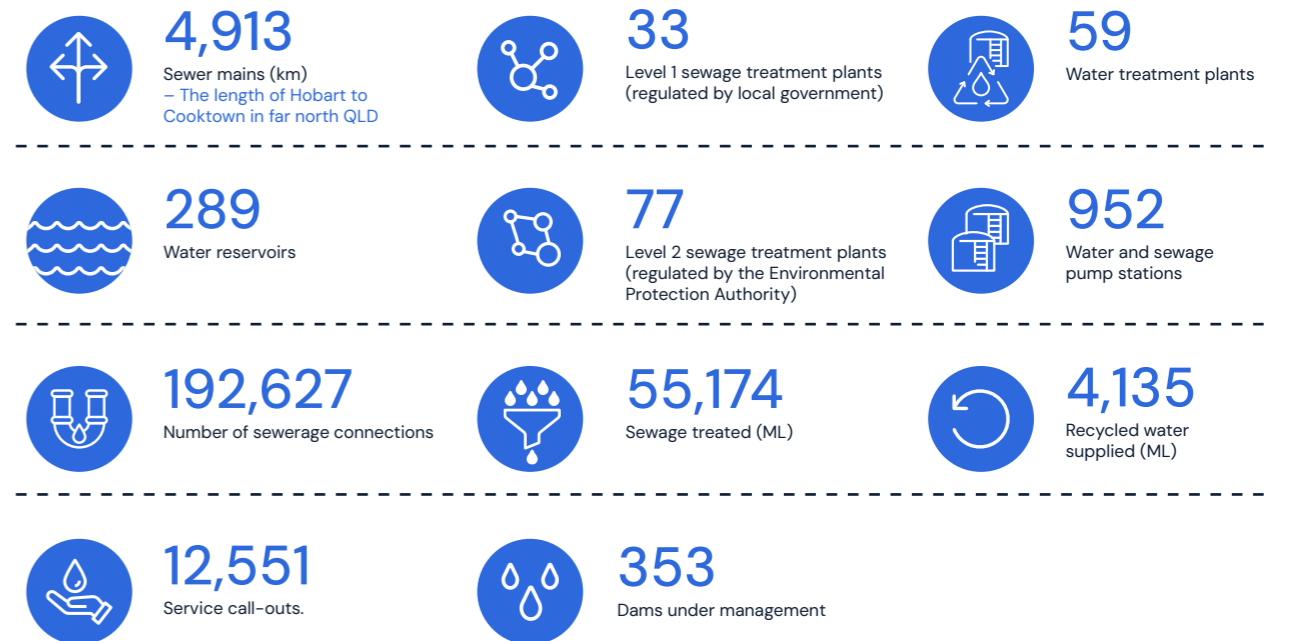 4,913
Sewer mains (km)
– The length of Hobart to
Cooktown in far north QLD
33
Level 1 sewage treatment plants
(regulated by local government)
59
Water treatment plants
289
Water reservoirs
77
Level 2 sewage treatment plants
(regulated by the Environmental
Protection Authority)
952
Water and sewage
pump stations
192,627
Number of sewerage connections
55,174
Sewage treated (ML)
4,135
Recycled water
supplied (ML)
12,551
Service call-outs.
353
Dams under management